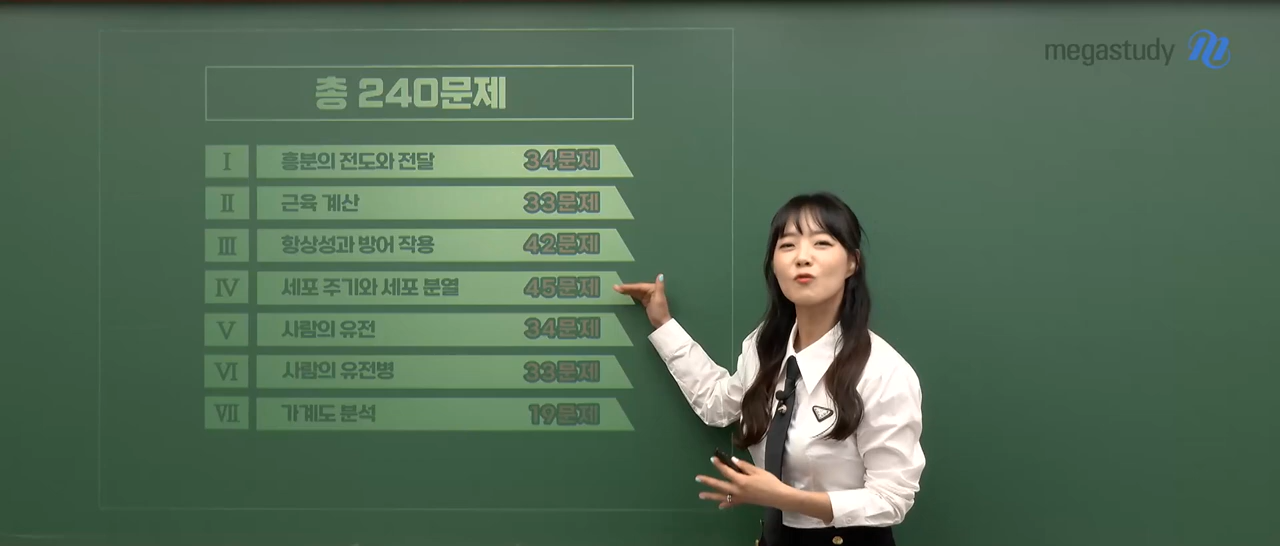 megastudy
총 240문제
Ⅰ 흥분의 전도와 전달 34문제
Ⅱ 근육 계산 33문제
Ⅲ 항상성과 방어 작용 42문제
Ⅳ 세포 주기와 세포 분열 45문제
Ⅴ 사람의 유전 34문제
Ⅵ 사람의 유전병 33문제
Ⅶ 가계도 분석 19문제